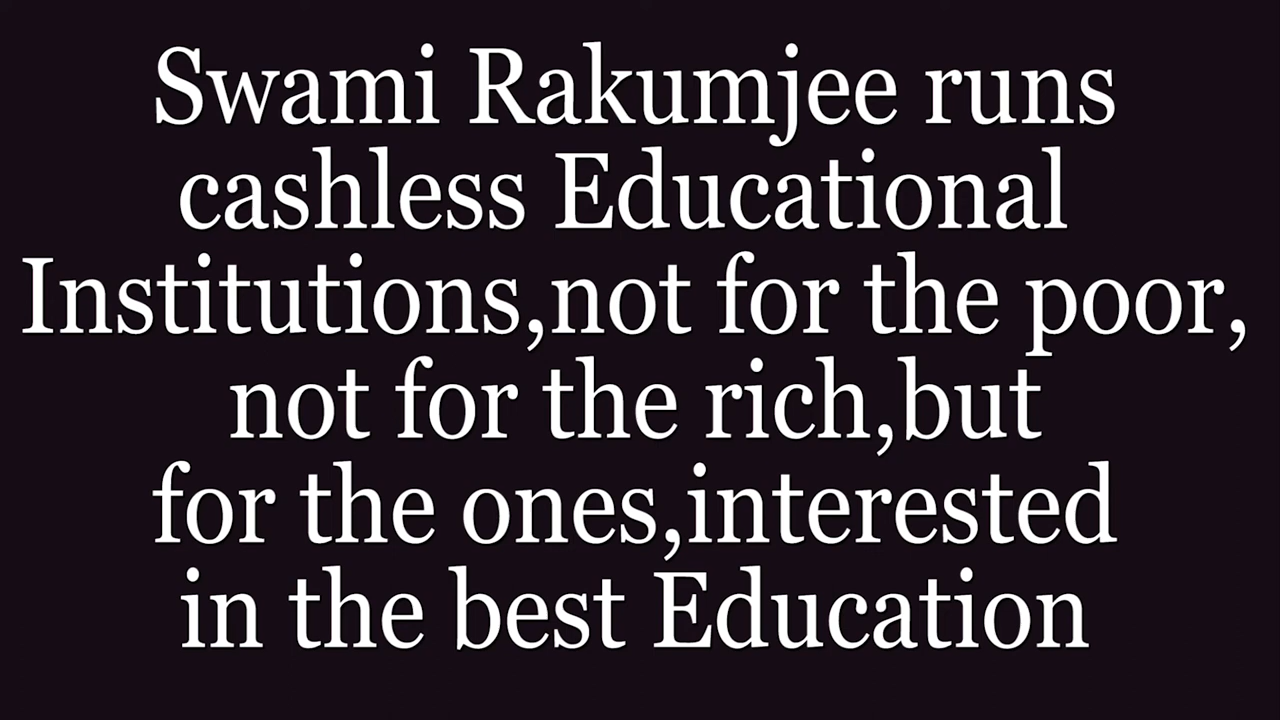 Swami Rakumjee runs
cashless Educational
Institutions,not for the poor,
not for the rich,but
for the ones,interested
in the best Education